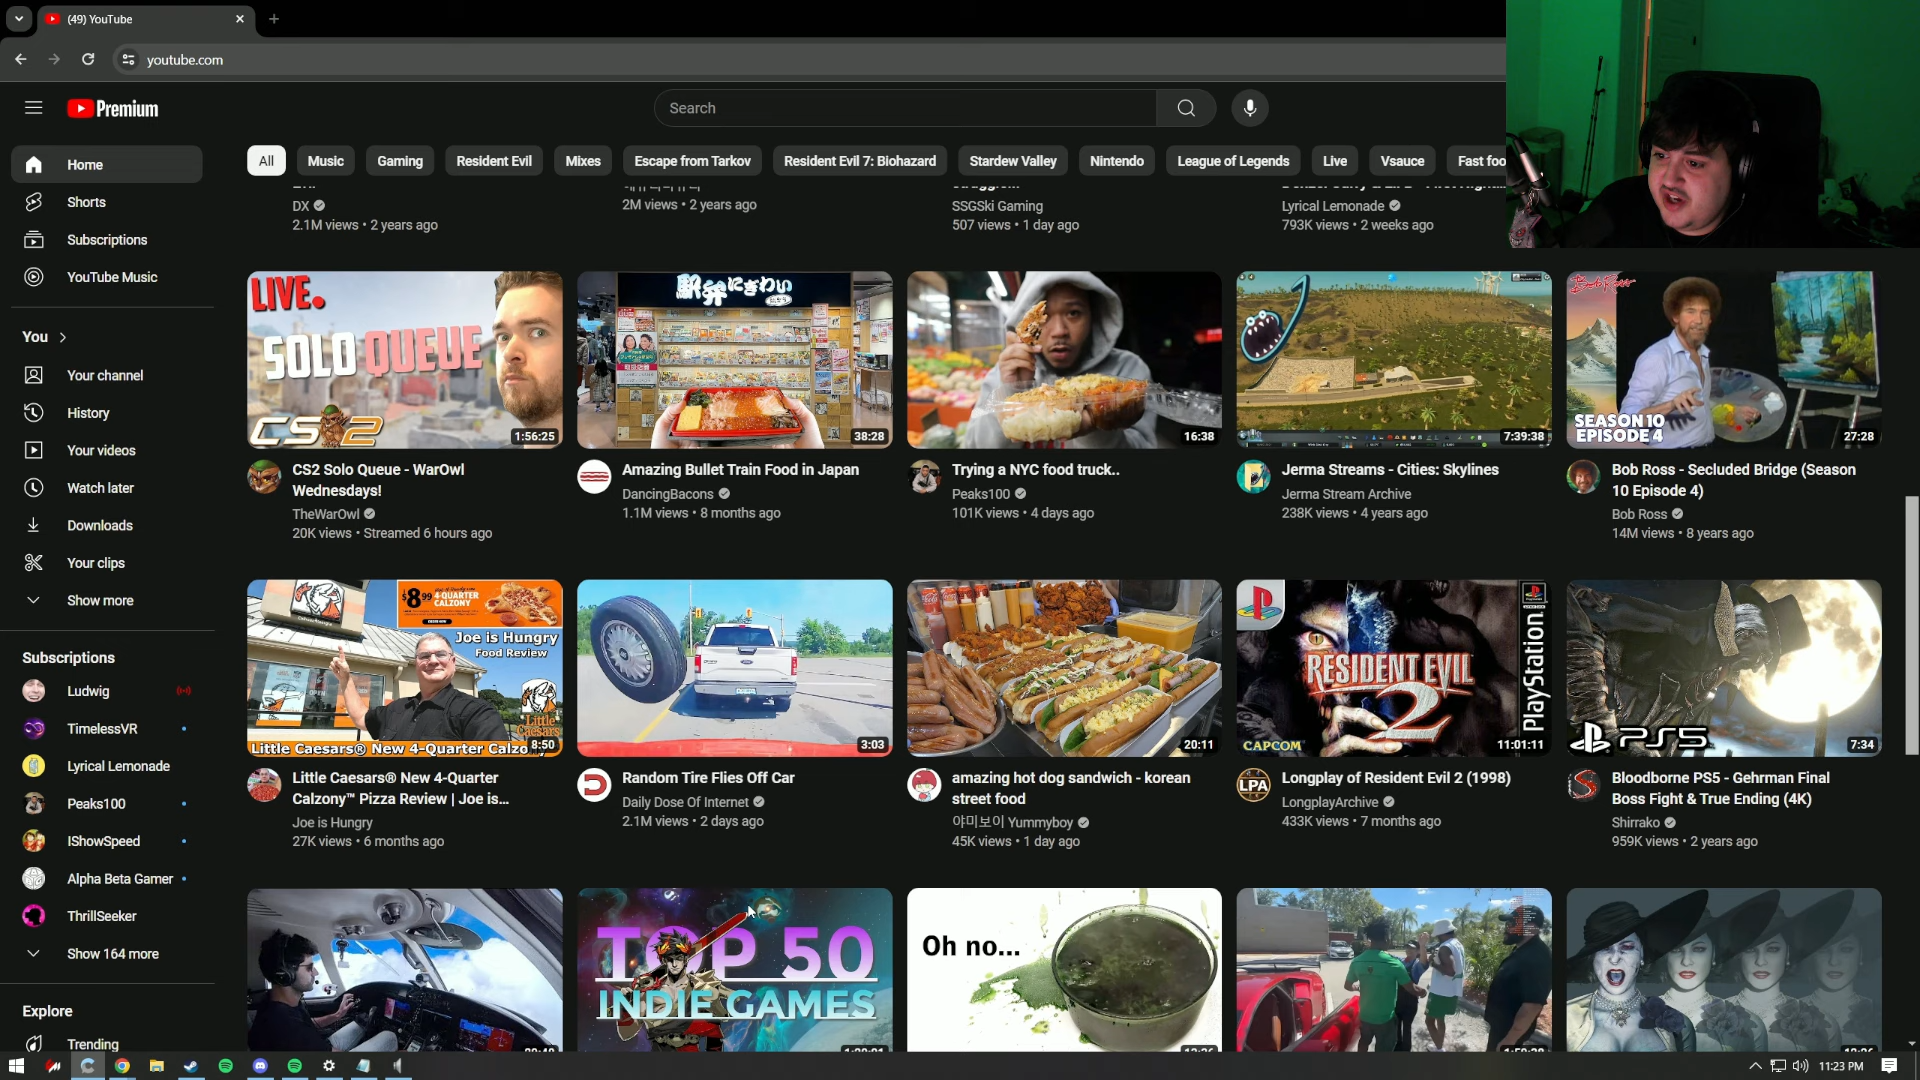 (49) YouTube
youtube.com
Premium
Search
All
Music
Gaming
Resident Evil
Mixes
Escape from Tarkov
Resident Evil 7: Biohazard
Stardew Valley
Nintendo
League of Legends
Live
Vsauce
Fast foo
Home
Shorts
Subscriptions
YouTube Music
You
Your channel
History
Your videos
Watch later
Downloads
Your clips
Show more
Subscriptions
Ludwig
TimelessVR
Lyrical Lemonade
Peaks100
IShowSpeed
Alpha Beta Gamer
ThrillSeeker
Show 164 more
Explore
Trending
DX
2.1M views • 2 years ago
2M views • 2 years ago
SSGSki Gaming
507 views • 1 day ago
Lyrical Lemonade
793K views • 2 weeks ago
LIVE.
SOLO QUEUE
CS2
1:56:25
駅弁にぎわい
38:28
16:38
7:39:38
Bob Ross
SEASON 10
EPISODE 4
27:28
CS2 Solo Queue - WarOwl
Wednesdays!
TheWarOwl
20K views • Streamed 6 hours ago
Amazing Bullet Train Food in Japan
DancingBacons
1.1M views • 8 months ago
Trying a NYC food truck..
Peaks100
101K views • 4 days ago
Jerma Streams - Cities: Skylines
Jerma Stream Archive
238K views • 4 years ago
Bob Ross - Secluded Bridge (Season
10 Episode 4)
Bob Ross
14M views • 8 years ago
$8.99 4-QUARTER
CALZONY
Joe is Hungry
Food Review
Little
Caesars
Little Caesars® New 4-Quarter Calzo
8:50
3:03
20:11
RESIDENT EVIL
2
CAPCOM
PlayStation
11:01:11
PS5
7:34
Little Caesars® New 4-Quarter
Calzony™ Pizza Review | Joe is...
Joe is Hungry
27K views • 6 months ago
Random Tire Flies Off Car
Daily Dose Of Internet
2.1M views • 2 days ago
amazing hot dog sandwich - korean
street food
야미보이 Yummyboy
45K views • 1 day ago
LPA
Longplay of Resident Evil 2 (1998)
LongplayArchive
433K views • 7 months ago
Bloodborne PS5 - Gehrman Final
Boss Fight & True Ending (4K)
Shirrako
959K views • 2 years ago
TOP 50
INDIE GAMES
Oh no...
11:23 PM